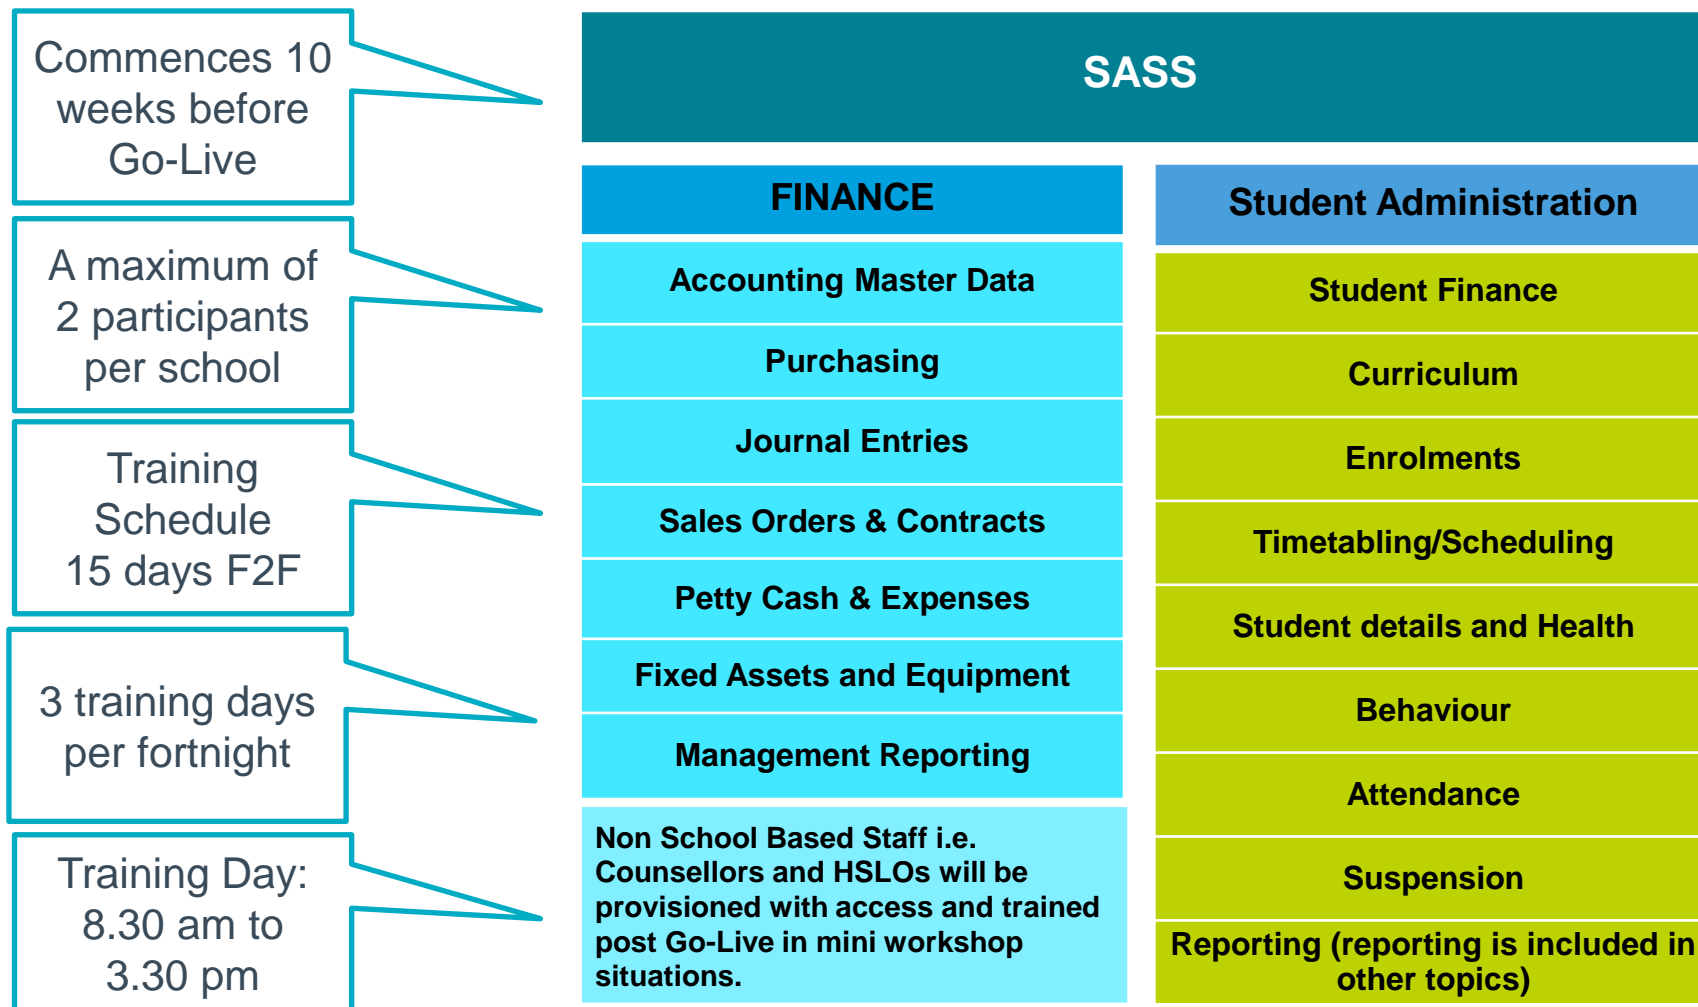 Commences 10
weeks before
Go-Live
A maximum of
2 participants
per school
Training
Schedule
15 days F2F
3 training days
per fortnight
Training Day:
8.30 am to
3.30 pm
SASS
FINANCE
Accounting Master Data
Purchasing
Journal Entries
Sales Orders & Contracts
Petty Cash & Expenses
Fixed Assets and Equipment
Management Reporting
Non School Based Staff i.e.
Counsellors and HSLOs will be
provisioned with access and trained
post Go-Live in mini workshop
situations.
Student Administration
Student Finance
Curriculum
Enrolments
Timetabling/Scheduling
Student details and Health
Behaviour
Attendance
Suspension
Reporting (reporting is included in
other topics)